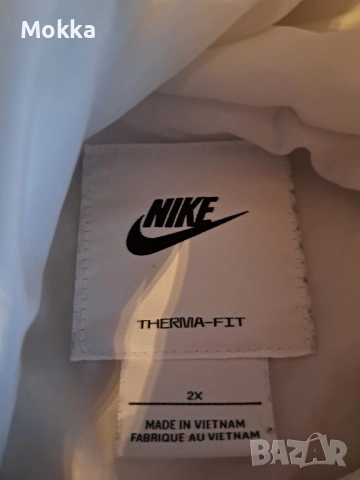 Mokka
NIKE
THERMA-FIT
2X
MADE IN VIETNAM
FABRIQUE AU VIETNAM
BAZAR